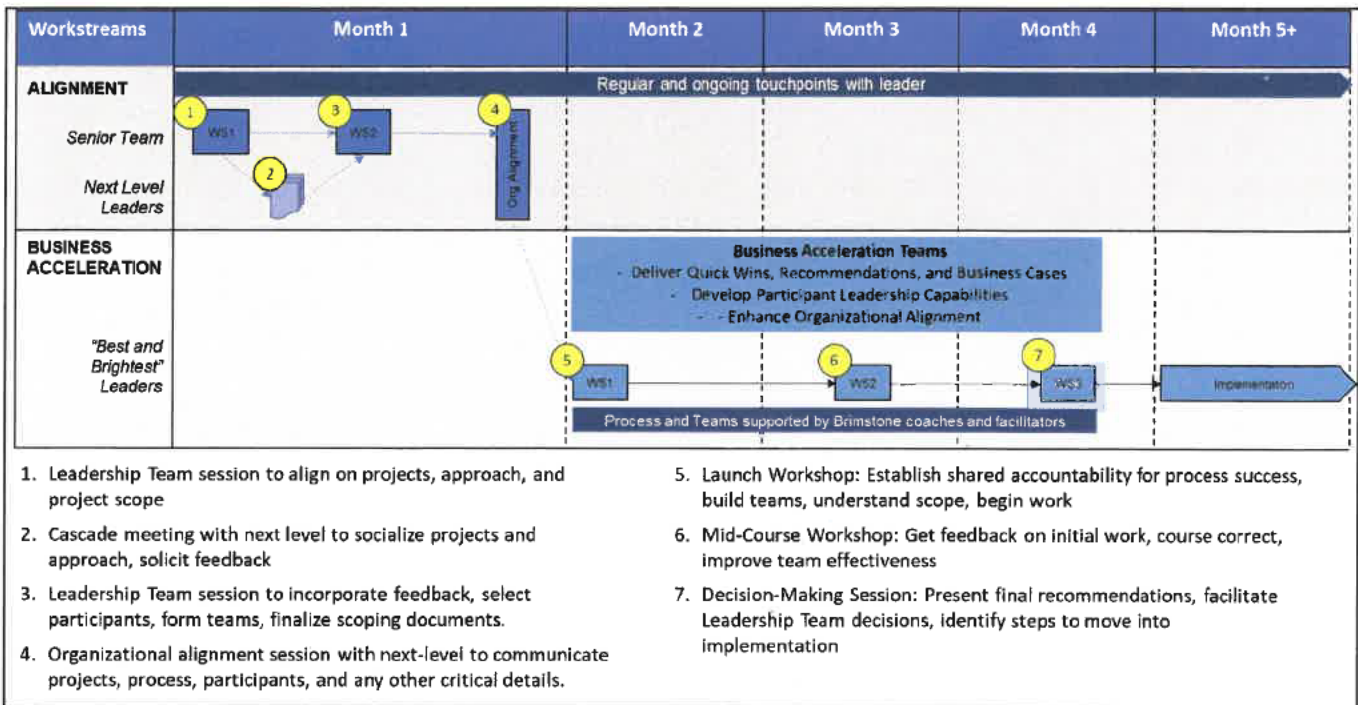 Workstreams Month 1 Month 2 Month 3 Month 4 Month 5+
ALIGNMENT
Regular and ongoing touchpoints with leader
1 3 4
Senior Team
WS1 WS2
Org Alignment
2
Next Level
Leaders
BUSINESS
ACCELERATION
Business Acceleration Teams
- Deliver Quick Wins, Recommendations, and Business Cases
- Develop Participant Leadership Capabilities
- - Enhance Organizational Alignment
"Best and
Brightest"
Leaders
5 6 7
WS1 WS2 WS3 Implementation
Process and Teams supported by Brimstone coaches and facilitators
1. Leadership Team session to align on projects, approach, and
project scope
2. Cascade meeting with next level to socialize projects and
approach, solicit feedback
3. Leadership Team session to incorporate feedback, select
participants, form teams, finalize scoping documents.
4. Organizational alignment session with next-level to communicate
projects, process, participants, and any other critical details.
5. Launch Workshop: Establish shared accountability for process success,
build teams, understand scope, begin work
6. Mid-Course Workshop: Get feedback on initial work, course correct,
improve team effectiveness
7. Decision-Making Session: Present final recommendations, facilitate
Leadership Team decisions, identify steps to move into
implementation